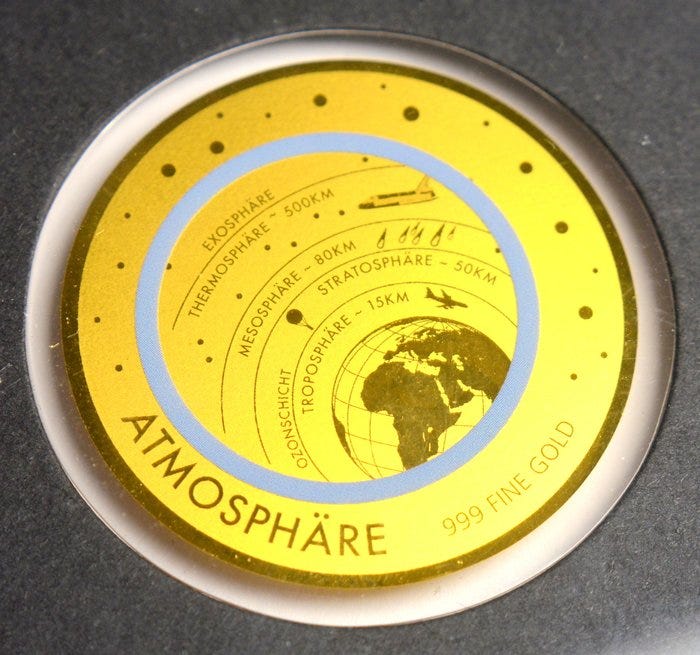 EXOSPHÄRE
THERMOSPHÄRE ~ 500KM
MESOSPHÄRE ~ 80KM
STRATOSPHÄRE ~ 50KM
OZONSCHICHT
TROPOSPHÄRE ~ 15KM
ATMOSPHÄRE
999 FINE GOLD